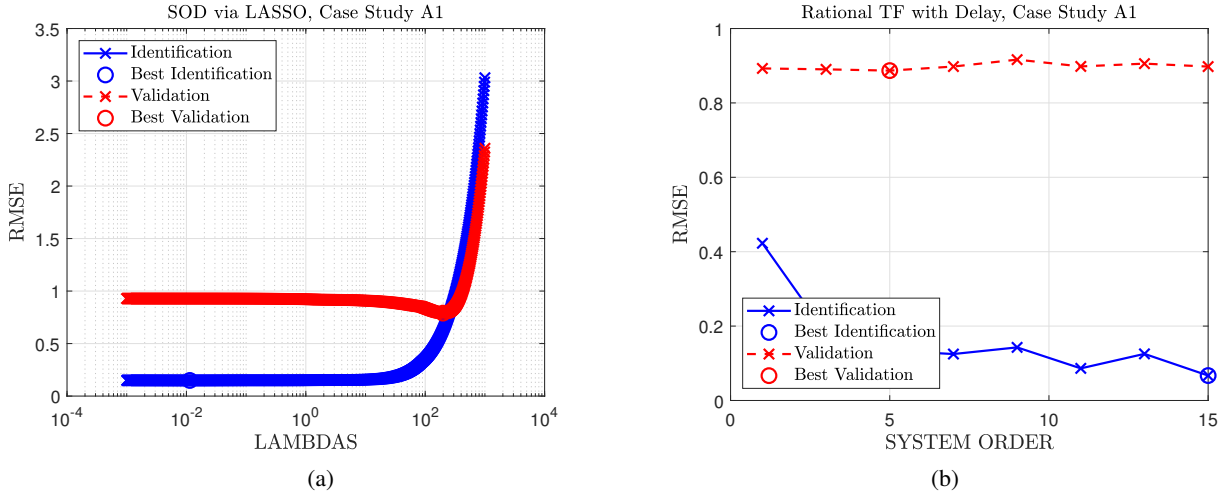 SOD via LASSO, Case Study A1
3.5
3
2.5
2
1.5
1
0.5
0
RMSE
Identification
Best Identification
Validation
Best Validation
10^-4
10^-2
10^0
10^2
10^4
LAMBDAS
(a)
Rational TF with Delay, Case Study A1
1
0.8
0.6
0.4
0.2
0
RMSE
Identification
Best Identification
Validation
Best Validation
0
5
10
15
SYSTEM ORDER
(b)